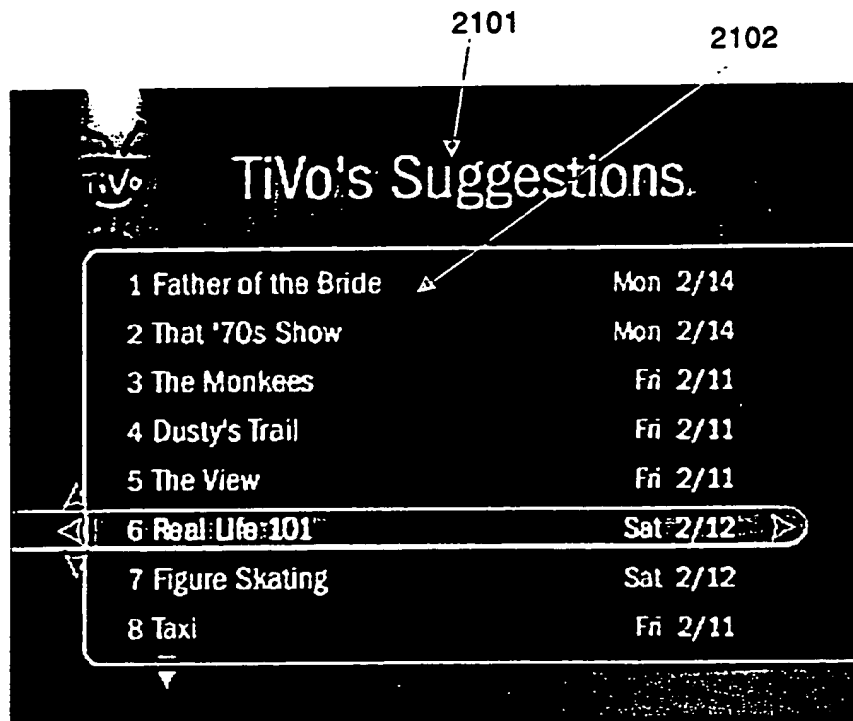 2101
2102
TiVo
TiVo's Suggestions
1 Father of the Bride Mon 2/14
2 That '70s Show Mon 2/14
3 The Monkees Fri 2/11
4 Dusty's Trail Fri 2/11
5 The View Fri 2/11
6 Real Life 101 Sat 2/12
7 Figure Skating Sat 2/12
8 Taxi Fri 2/11